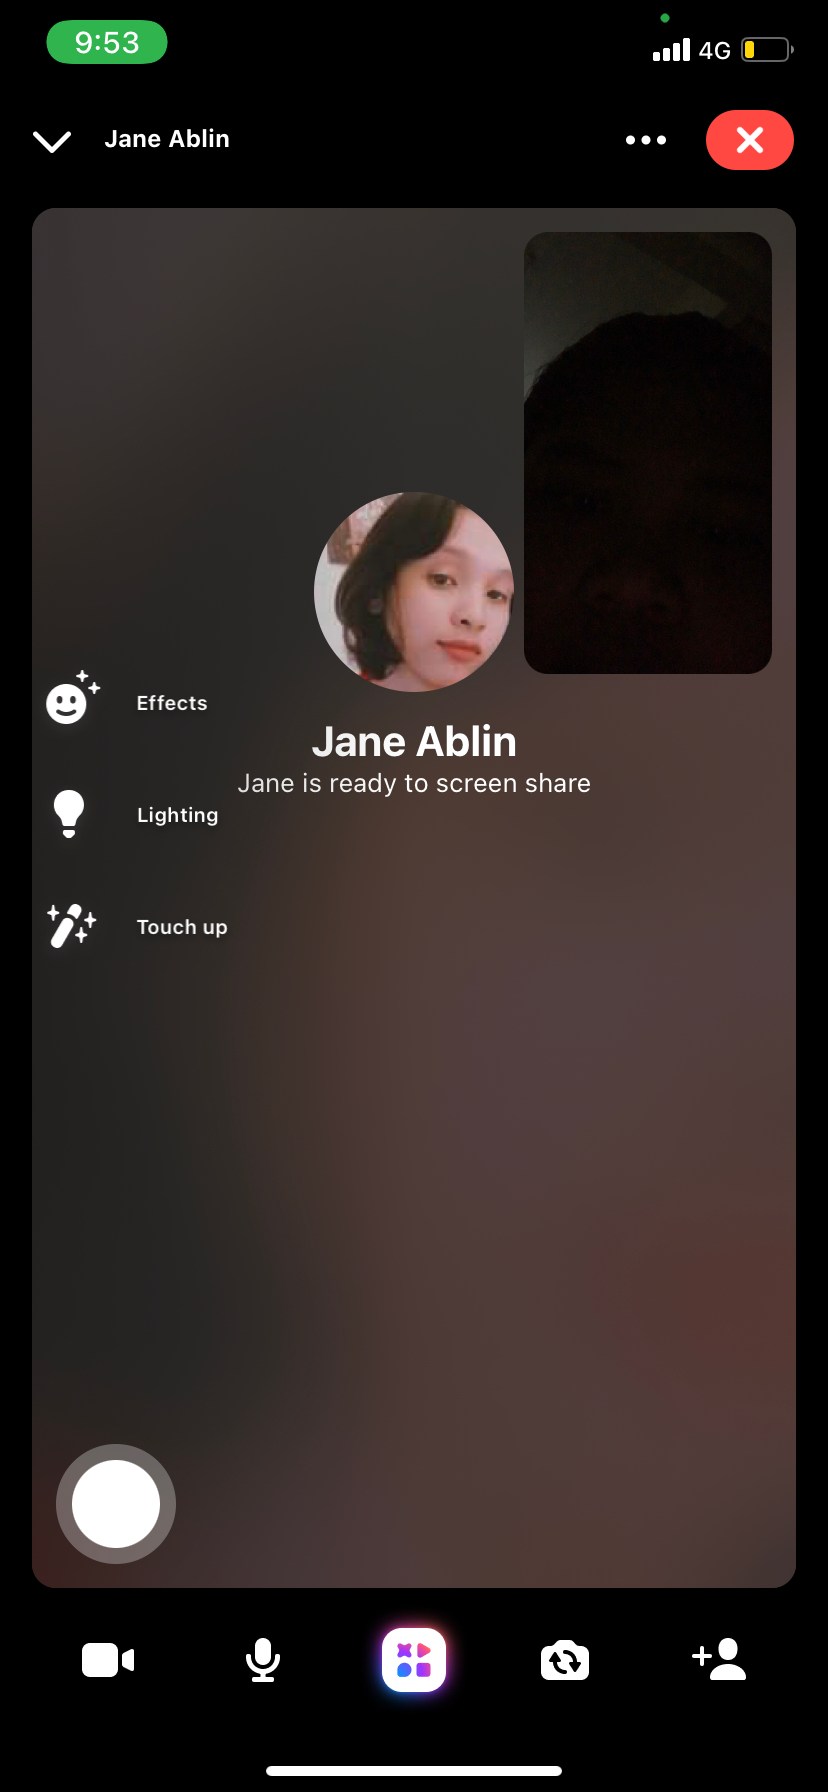 9:53
4G
Jane Ablin
Effects
Jane Ablin
Jane is ready to screen share
Lighting
Touch up